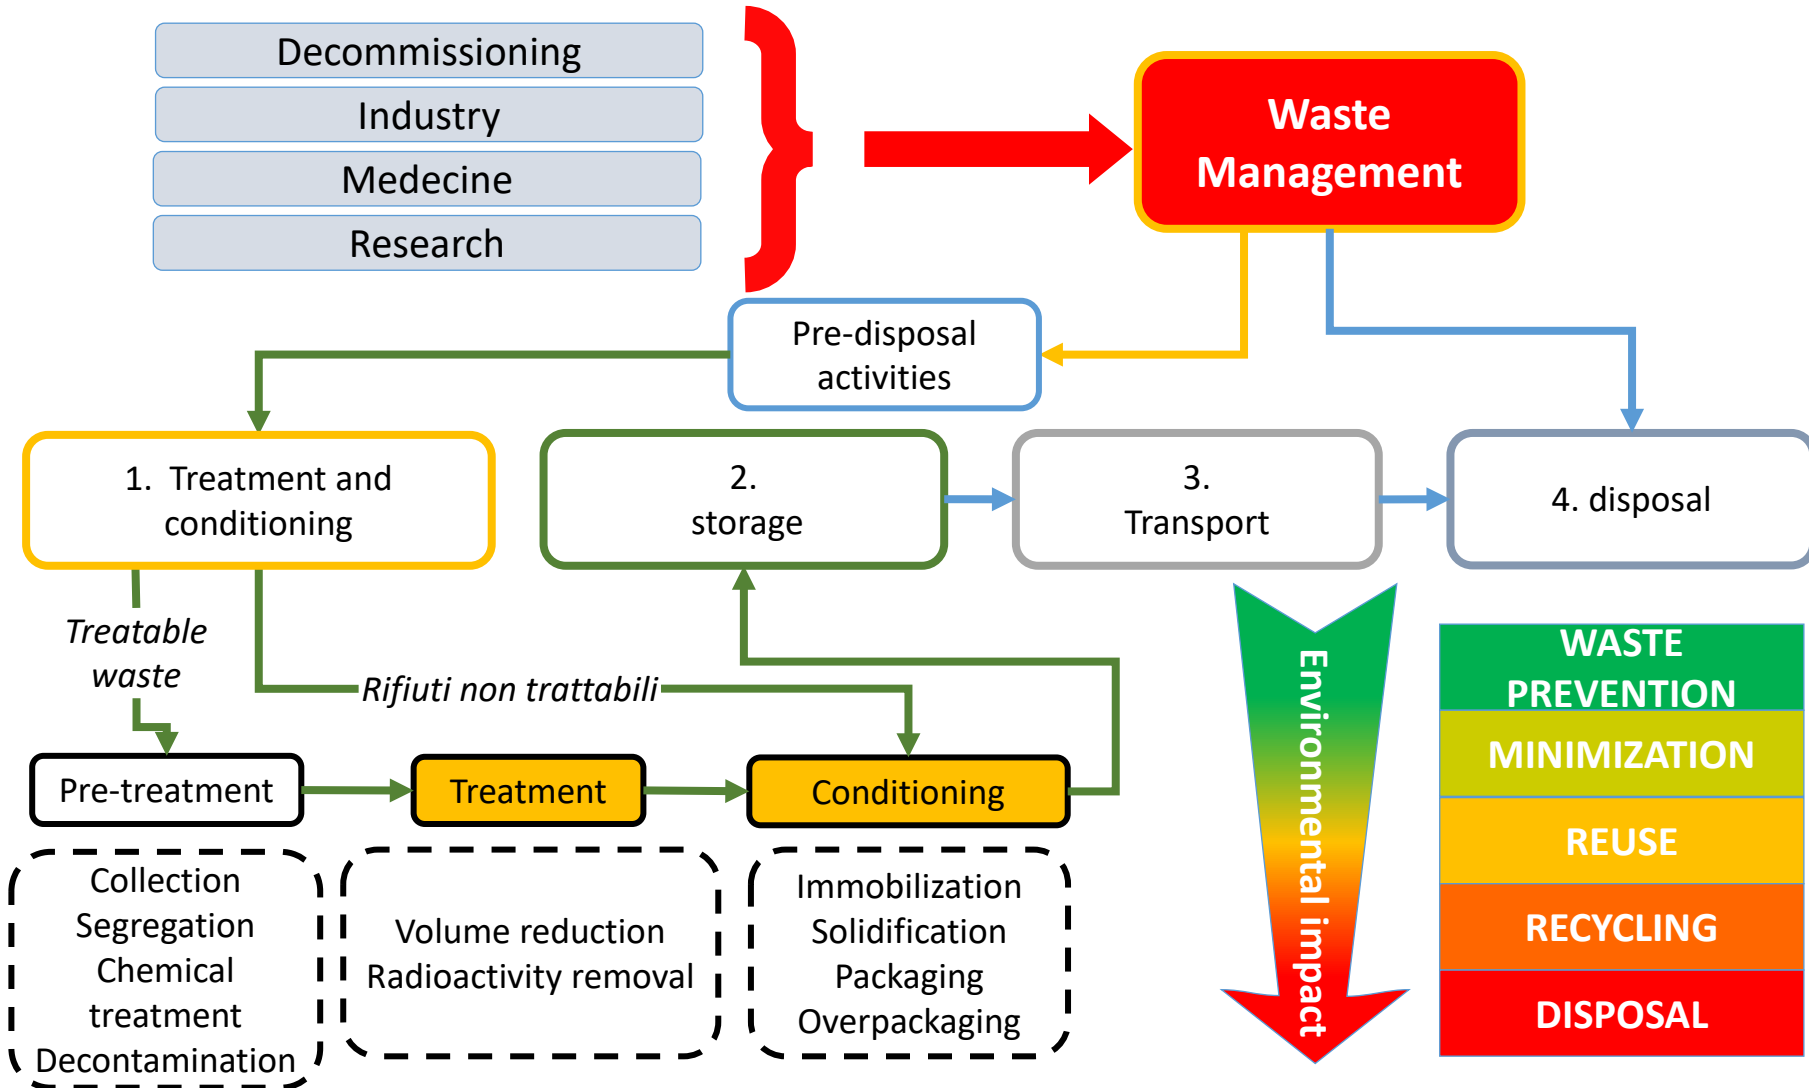 Decommissioning
Industry
Medecine
Research
Waste
Management
Pre-disposal
activities
1. Treatment and
conditioning
2.
storage
3.
Transport
4. disposal
Treatable
waste
Rifiuti non trattabili
Pre-treatment
Treatment
Conditioning
Collection
Segregation
Chemical
treatment
Decontamination
Volume reduction
Radioactivity removal
Immobilization
Solidification
Packaging
Overpackaging
Environmental impact
WASTE
PREVENTION
MINIMIZATION
REUSE
RECYCLING
DISPOSAL